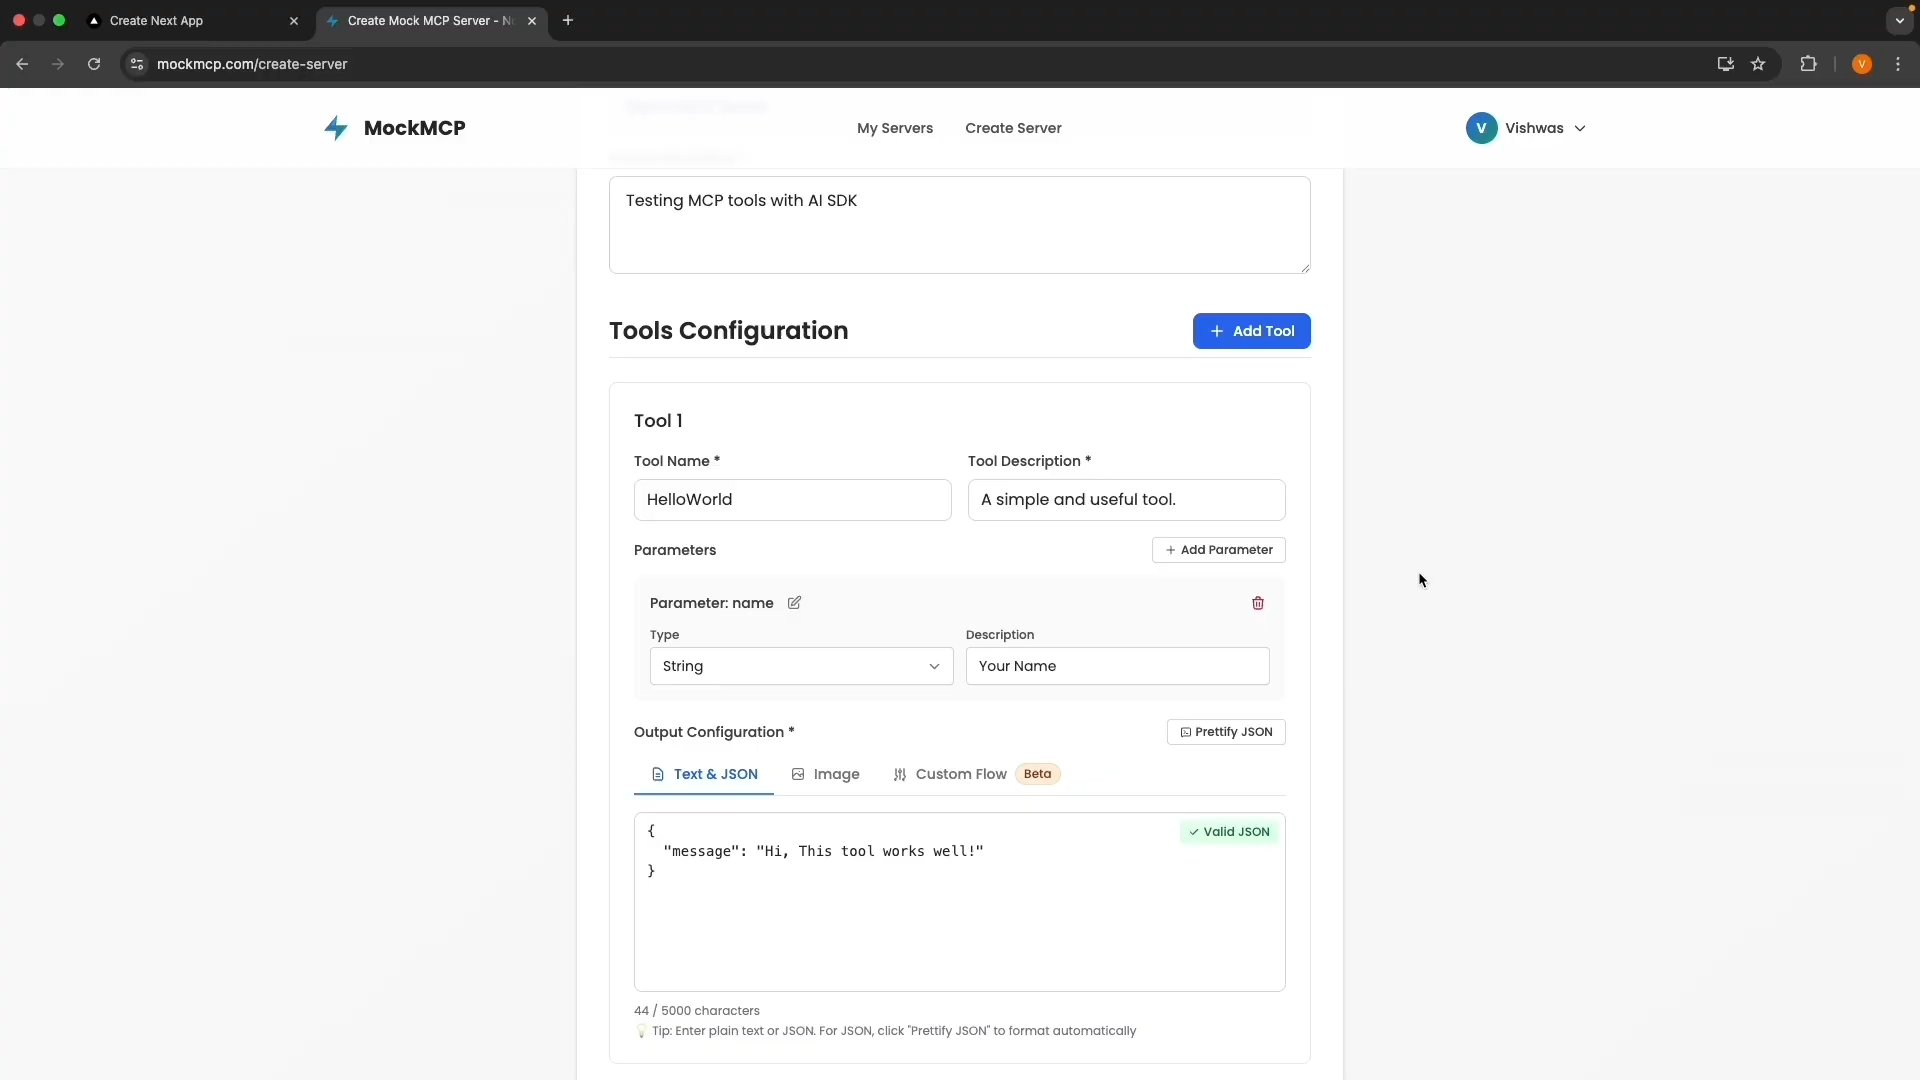 Create Next App
Create Mock MCP Server - N
mockmcp.com/create-server
V
MockMCP
My Servers
Create Server
V
Vishwas
Testing MCP tools with AI SDK
Tools Configuration
Add Tool
Tool 1
Tool Name *
Tool Description *
HelloWorld
A simple and useful tool.
Parameters
Add Parameter
Parameter: name
Type
Description
String
Your Name
Output Configuration *
Prettify JSON
Text & JSON
Image
Custom Flow
Beta
{
Valid JSON
"message": "Hi, This tool works well!"
}
44 / 5000 characters
Tip: Enter plain text or JSON. For JSON, click "Prettify JSON" to format automatically